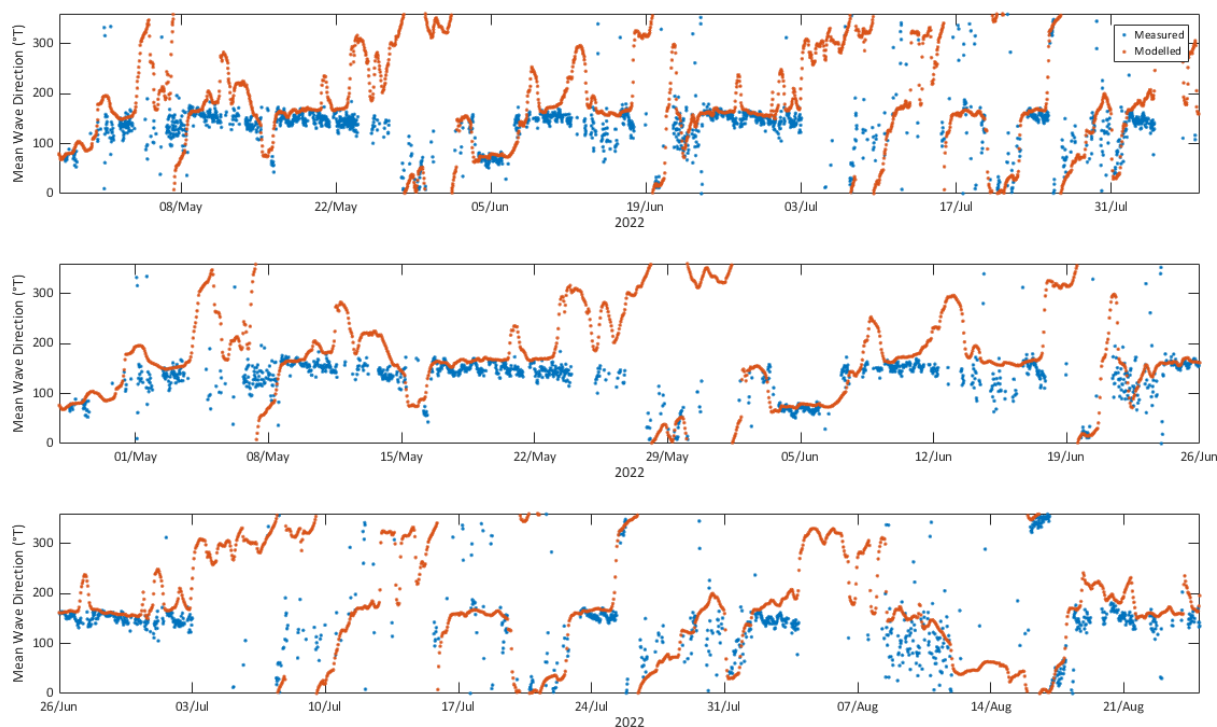 Mean Wave Direction (°T)
300
200
100
0
Measured
Modelled
08/May 22/May 05/Jun 19/Jun 03/Jul 17/Jul 31/Jul
2022
Mean Wave Direction (°T)
300
200
100
0
01/May 08/May 15/May 22/May 29/May 05/Jun 12/Jun 19/Jun 26/Jun
2022
Mean Wave Direction (°T)
300
200
100
0
26/Jun 03/Jul 10/Jul 17/Jul 24/Jul 31/Jul 07/Aug 14/Aug 21/Aug
2022